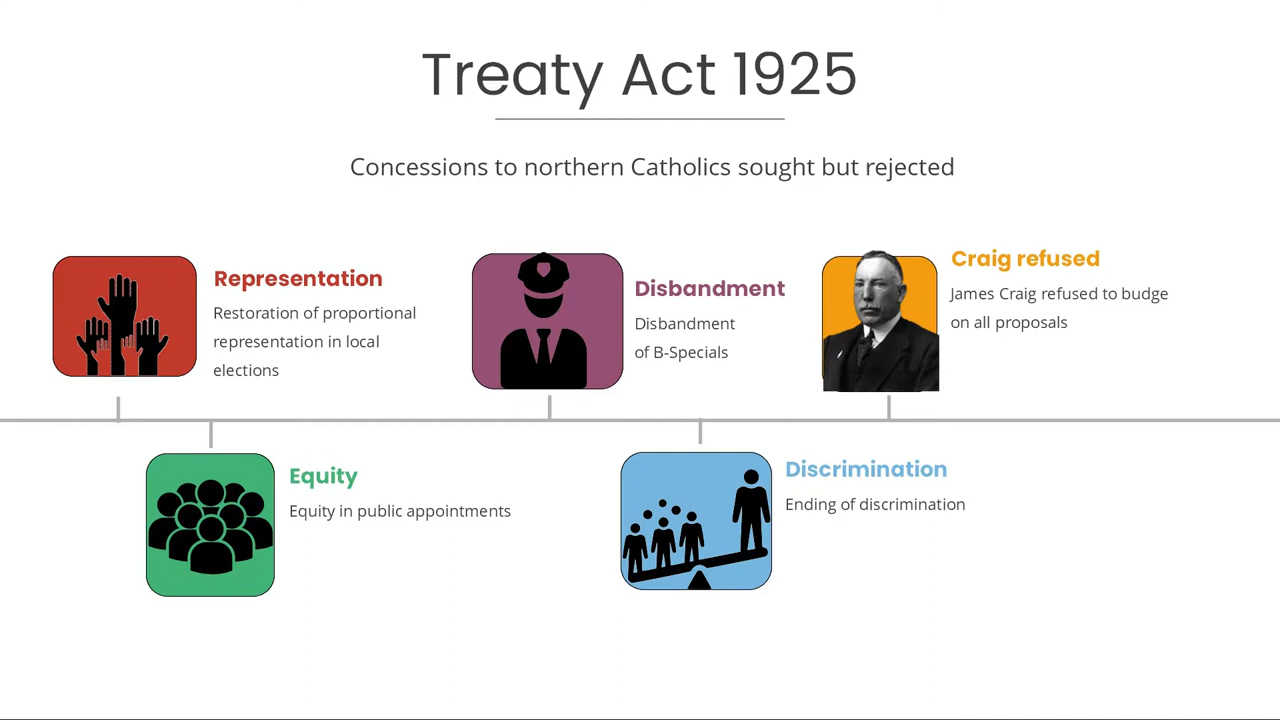 Treaty Act 1925
Concessions to northern Catholics sought but rejected
Representation
Restoration of proportional
representation in local
elections
Equity
Equity in public appointments
Disbandment
Disbandment
of B-Specials
Discrimination
Ending of discrimination
Craig refused
James Craig refused to budge
on all proposals